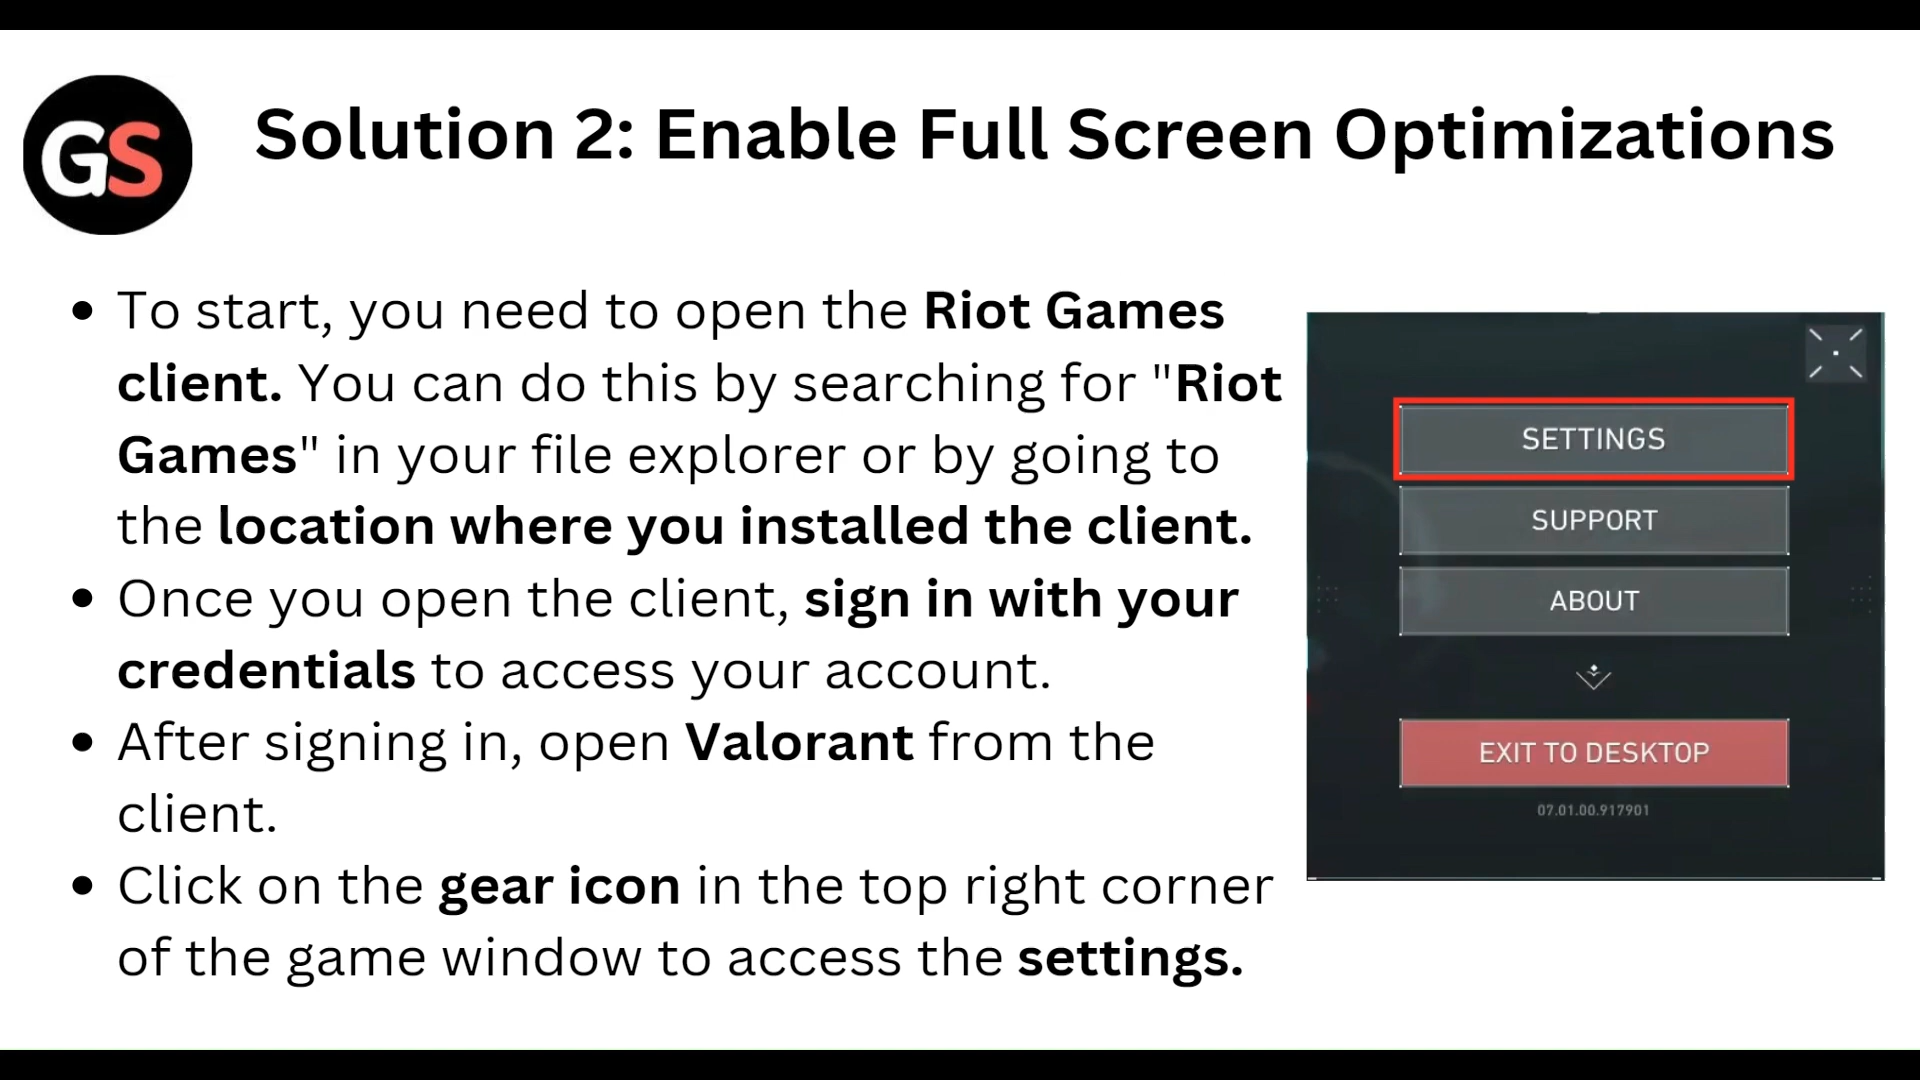 GS
Solution 2: Enable Full Screen Optimizations
• To start, you need to open the Riot Games
client. You can do this by searching for "Riot
Games" in your file explorer or by going to
the location where you installed the client.
• Once you open the client, sign in with your
credentials to access your account.
• After signing in, open Valorant from the
client.
• Click on the gear icon in the top right corner
of the game window to access the settings.
SETTINGS
SUPPORT
ABOUT
EXIT TO DESKTOP
07.01.00.917901